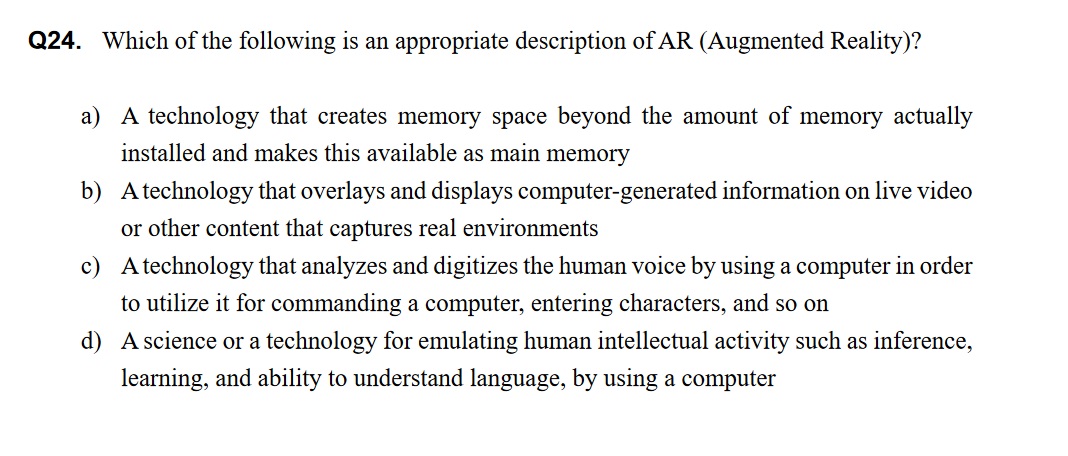 Q24. Which of the following is an appropriate description of AR (Augmented Reality)?
a) A technology that creates memory space beyond the amount of memory actually
installed and makes this available as main memory
b) A technology that overlays and displays computer-generated information on live video
or other content that captures real environments
c) A technology that analyzes and digitizes the human voice by using a computer in order
to utilize it for commanding a computer, entering characters, and so on
d) A science or a technology for emulating human intellectual activity such as inference,
learning, and ability to understand language, by using a computer